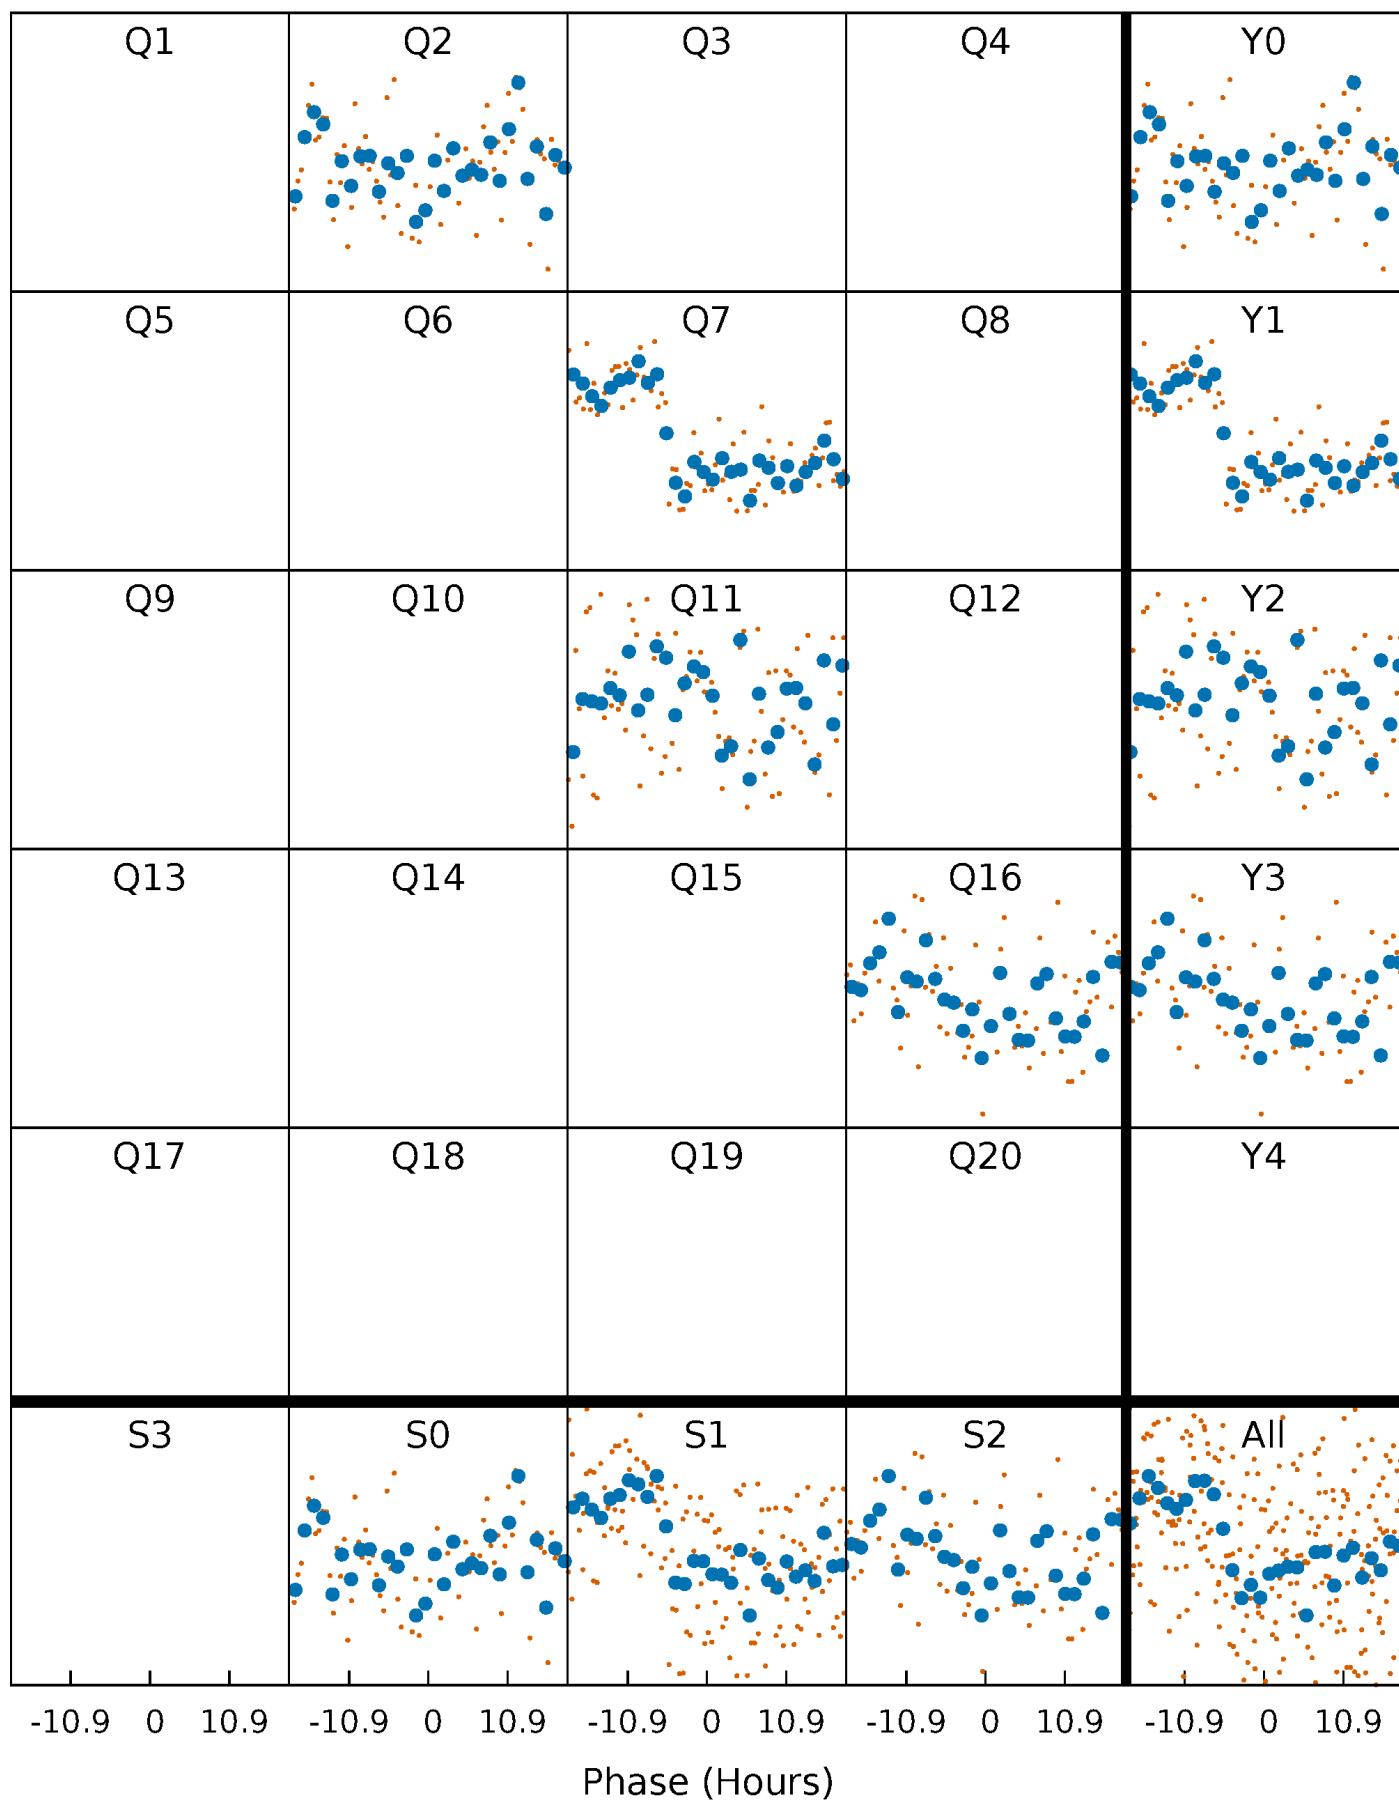 Q1 Q2 Q3 Q4 Y0
Q5 Q6 Q7 Q8 Y1
Q9 Q10 Q11 Q12 Y2
Q13 Q14 Q15 Q16 Y3
Q17 Q18 Q19 Q20 Y4
S3 S0 S1 S2 All
-10.9 0 10.9 -10.9 0 10.9 -10.9 0 10.9 -10.9 0 10.9 -10.9 0 10.9
Phase (Hours)